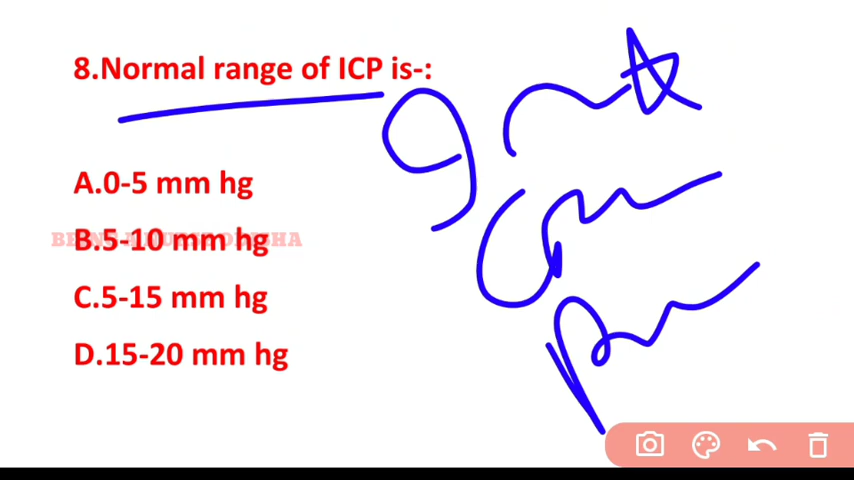 8.Normal range of ICP is-:
A.0-5 mm hg
B.5-10 mm hg
C.5-15 mm hg
D.15-20 mm hg